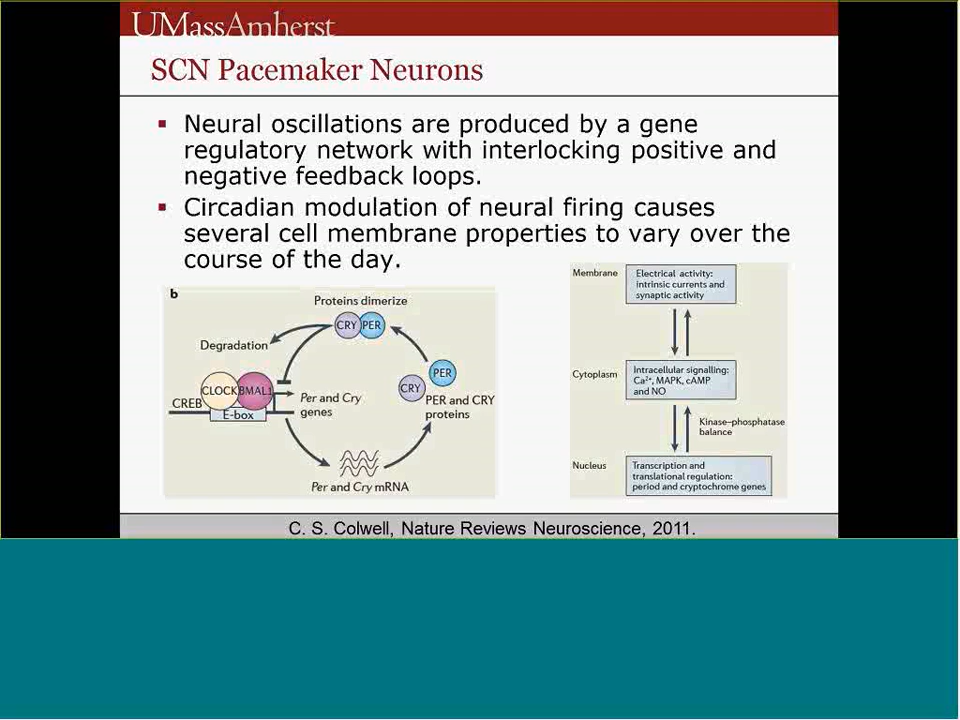 UMassAmherst
SCN Pacemaker Neurons
▪ Neural oscillations are produced by a gene
regulatory network with interlocking positive and
negative feedback loops.
▪ Circadian modulation of neural firing causes
several cell membrane properties to vary over the
course of the day.
b
Proteins dimerize
CRY PER
Degradation
PER
CRY
CLOCK BMAL1
CREB
E-box
Per and Cry
genes
PER and CRY
proteins
Per and Cry mRNA
Membrane
Electrical activity:
intrinsic currents and
synaptic activity
Cytoplasm
Intracellular signalling:
Ca²⁺, MAPK, cAMP
and NO
Kinase–phosphatase
balance
Nucleus
Transcription and
translational regulation:
period and cryptochrome genes
C. S. Colwell, Nature Reviews Neuroscience, 2011.